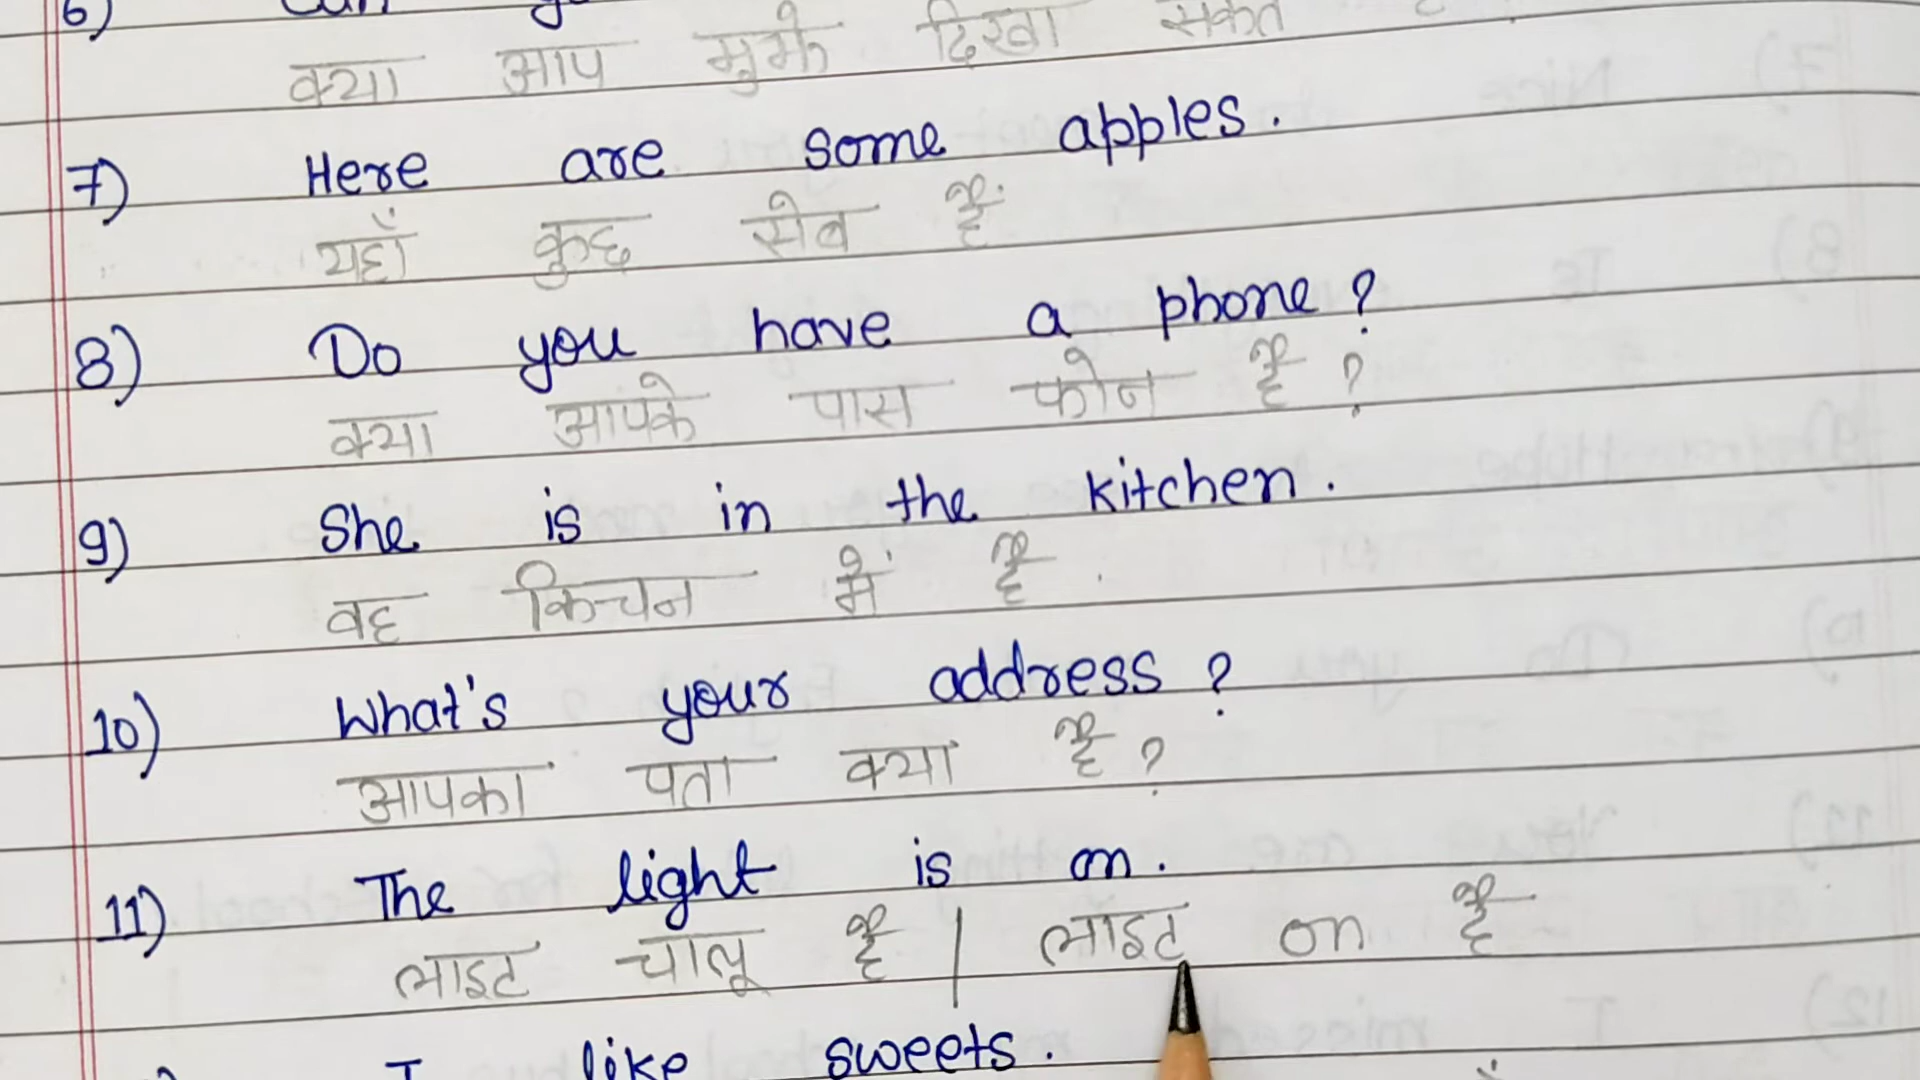 6)
क्या आप मुझे दिखा सकते
7) Here are some apples.
यहाँ कुछ सेब हैं
8) Do you have a phone?
क्या आपके पास फोन है ?
9) She is in the kitchen.
वह किचन में है
10) What's your address ?
आपका पता क्या है ?
11) The light is on.
लाइट चालू है | लाइट on है
I like sweets.